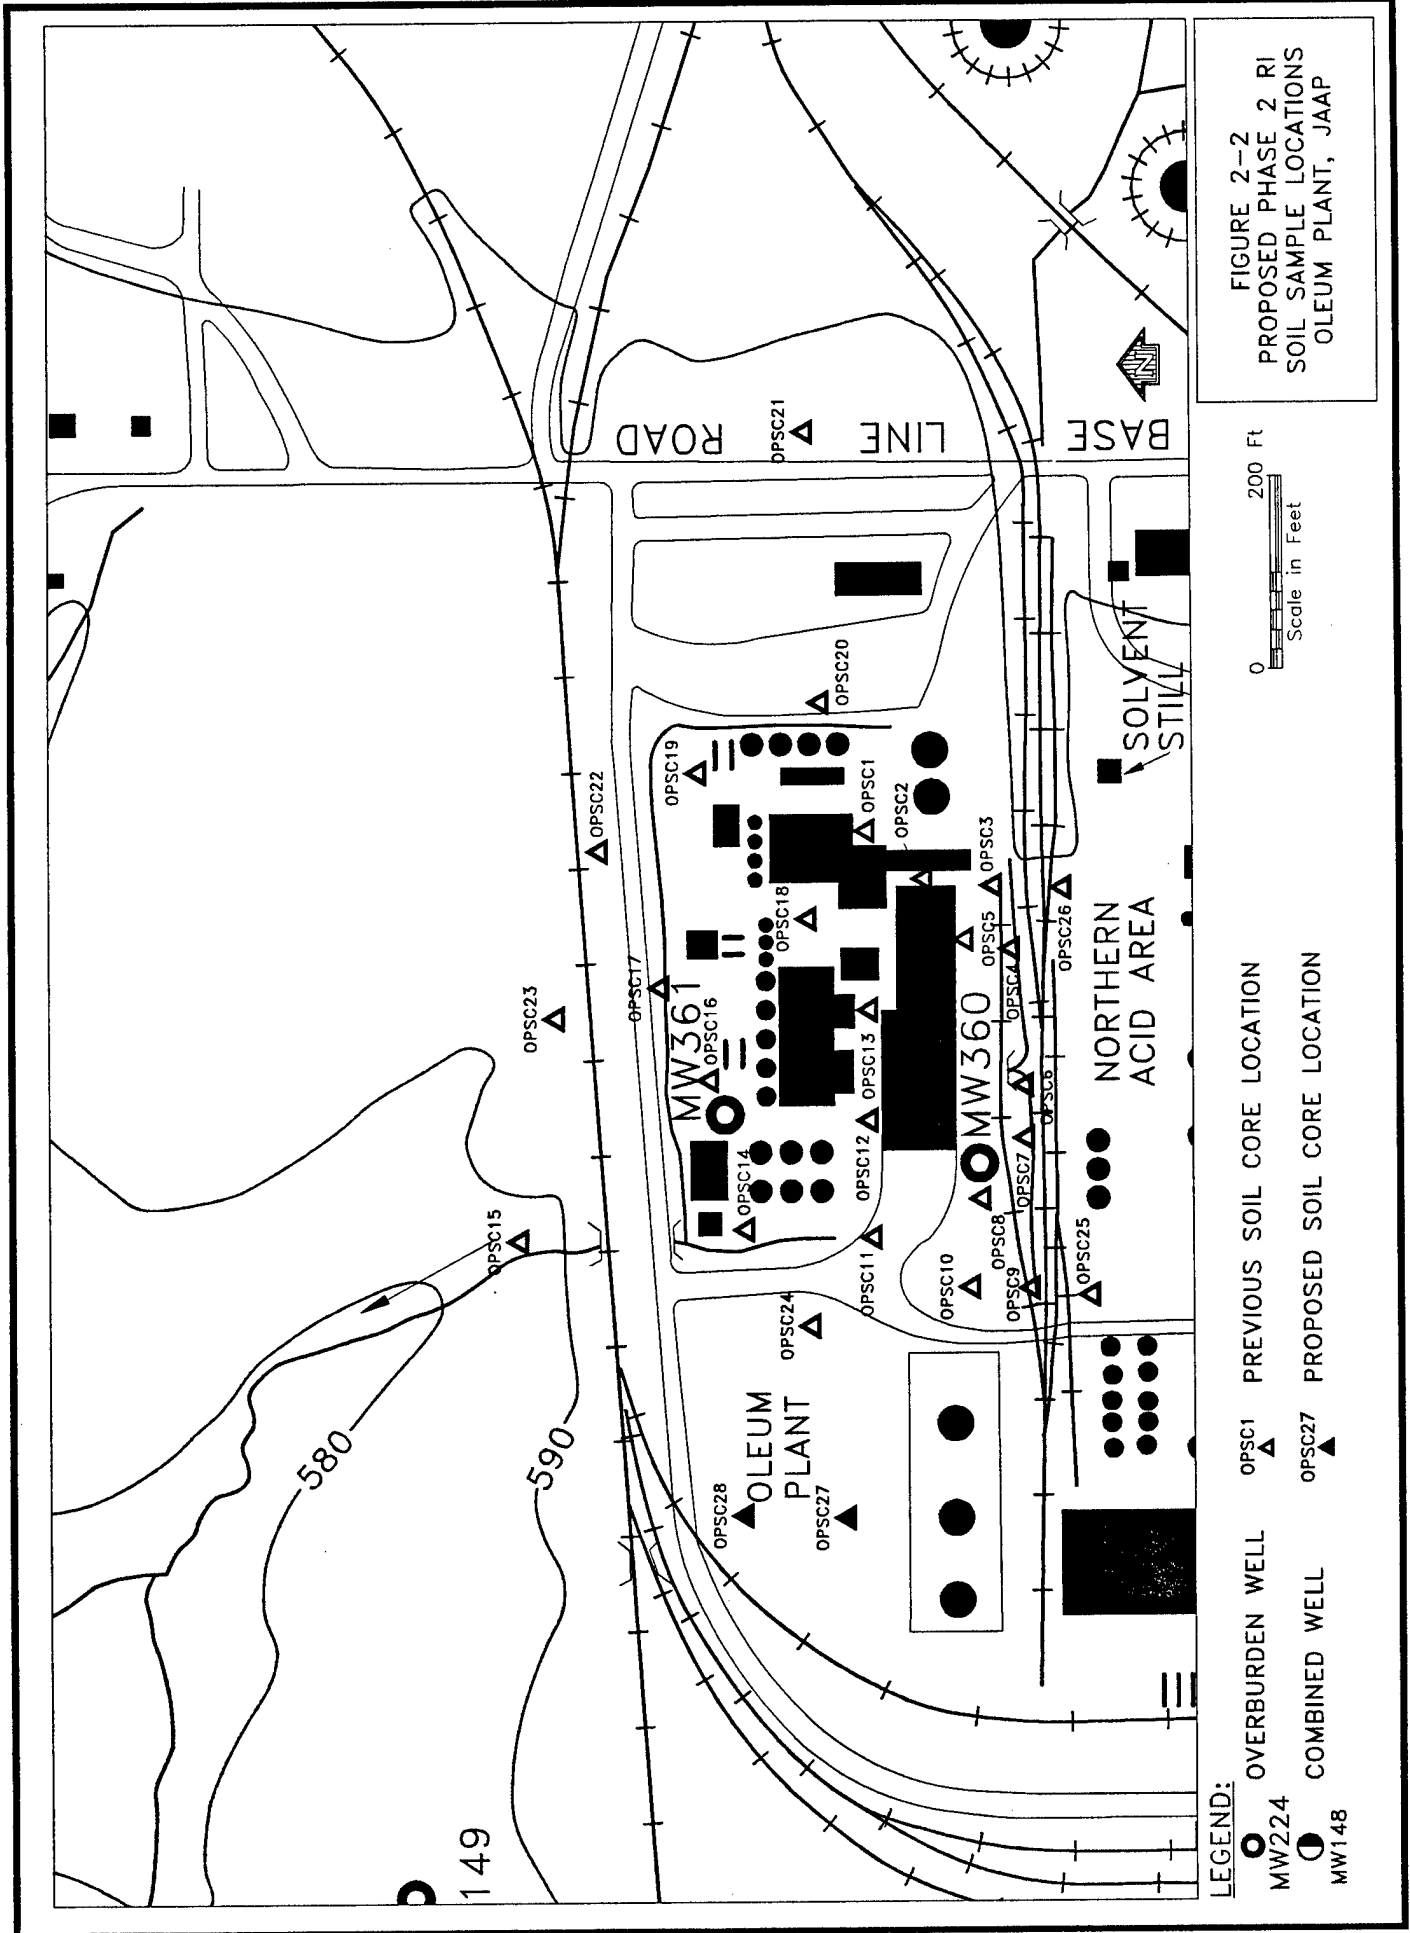 FIGURE 2-2
PROPOSED PHASE 2 RI
SOIL SAMPLE LOCATIONS
OLEUM PLANT, JAAP
N
0
200 Ft
Scale in Feet
BASE LINE ROAD
OPSC21
OPSC20
OPSC19
OPSC22
OPSC1
OPSC2
OPSC3
OPSC18
OPSC5
OPSC4
OPSC26
OPSC17
OPSC23
MW361
OPSC16
OPSC13
MW360
OPSC6
OPSC12
OPSC7
OPSC14
OPSC15
OPSC8
OPSC25
OPSC11
OPSC10
OPSC9
OPSC24
SOLVENT
STILL
NORTHERN
ACID AREA
OLEUM
PLANT
OPSC28
OPSC27
580
590
149
LEGEND:
MW224
OVERBURDEN WELL
MW148
COMBINED WELL
OPSC1
PREVIOUS SOIL CORE LOCATION
OPSC27
PROPOSED SOIL CORE LOCATION